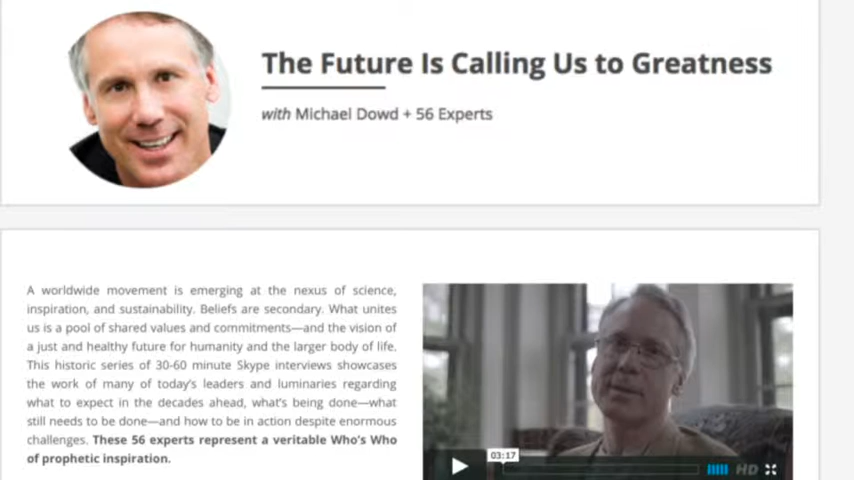 The Future Is Calling Us to Greatness
with Michael Dowd + 56 Experts
A worldwide movement is emerging at the nexus of science,
inspiration, and sustainability. Beliefs are secondary. What unites
us is a pool of shared values and commitments—and the vision of
a just and healthy future for humanity and the larger body of life.
This historic series of 30-60 minute Skype interviews showcases
the work of many of today's leaders and luminaries regarding
what to expect in the decades ahead, what's being done—what
still needs to be done—and how to be in action despite enormous
challenges. These 56 experts represent a veritable Who's Who
of prophetic inspiration.
03:17
HD